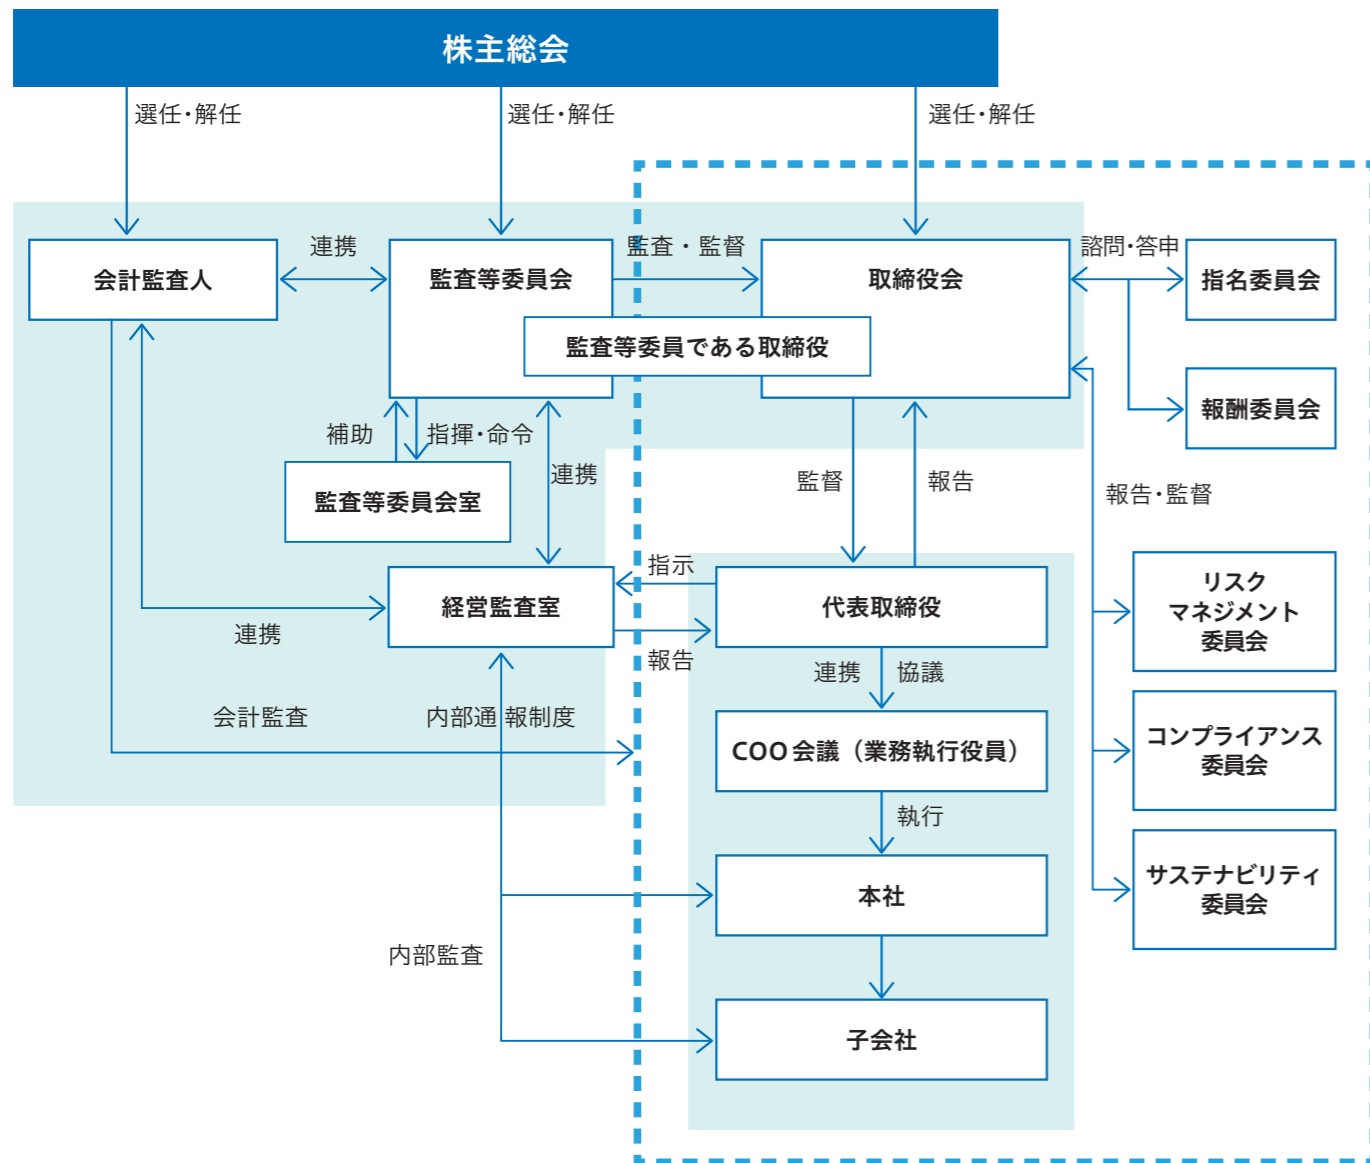 株主総会
選任・解任
選任・解任
選任・解任
会計監査人
連携
監査等委員会
監査・監督
取締役会
諮問・答申
指名委員会
監査等委員である取締役
報酬委員会
補助
指揮・命令
連携
監査等委員会室
監督
報告
報告・監督
経営監査室
指示
報告
代表取締役
リスク
マネジメント
委員会
連携
連携
協議
会計監査
内部通報制度
COO会議（業務執行役員）
コンプライアンス
委員会
執行
本社
サステナビリティ
委員会
内部監査
子会社